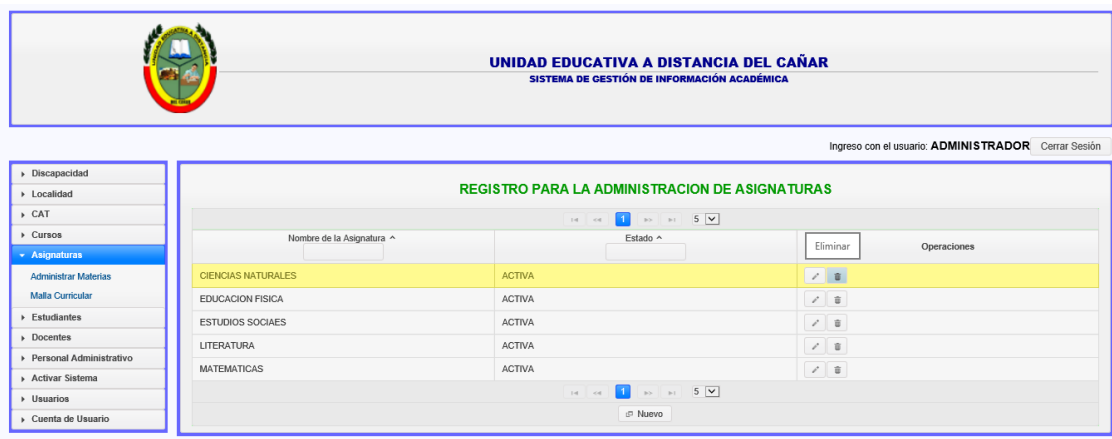 UNIDAD EDUCATIVA A DISTANCIA DEL CAÑAR
SISTEMA DE GESTIÓN DE INFORMACIÓN ACADÉMICA
Ingreso con el usuario: ADMINISTRADOR Cerrar Sesión
Discapacidad
Localidad
CAT
Cursos
Asignaturas
Administrar Materias
Malla Curricular
Estudiantes
Docentes
Personal Administrativo
Activar Sistema
Usuarios
Cuenta de Usuario
REGISTRO PARA LA ADMINISTRACION DE ASIGNATURAS
1 5
Nombre de la Asignatura Estado Eliminar Operaciones
CIENCIAS NATURALES ACTIVA
EDUCACION FISICA ACTIVA
ESTUDIOS SOCIAES ACTIVA
LITERATURA ACTIVA
MATEMATICAS ACTIVA
1 5
Nuevo